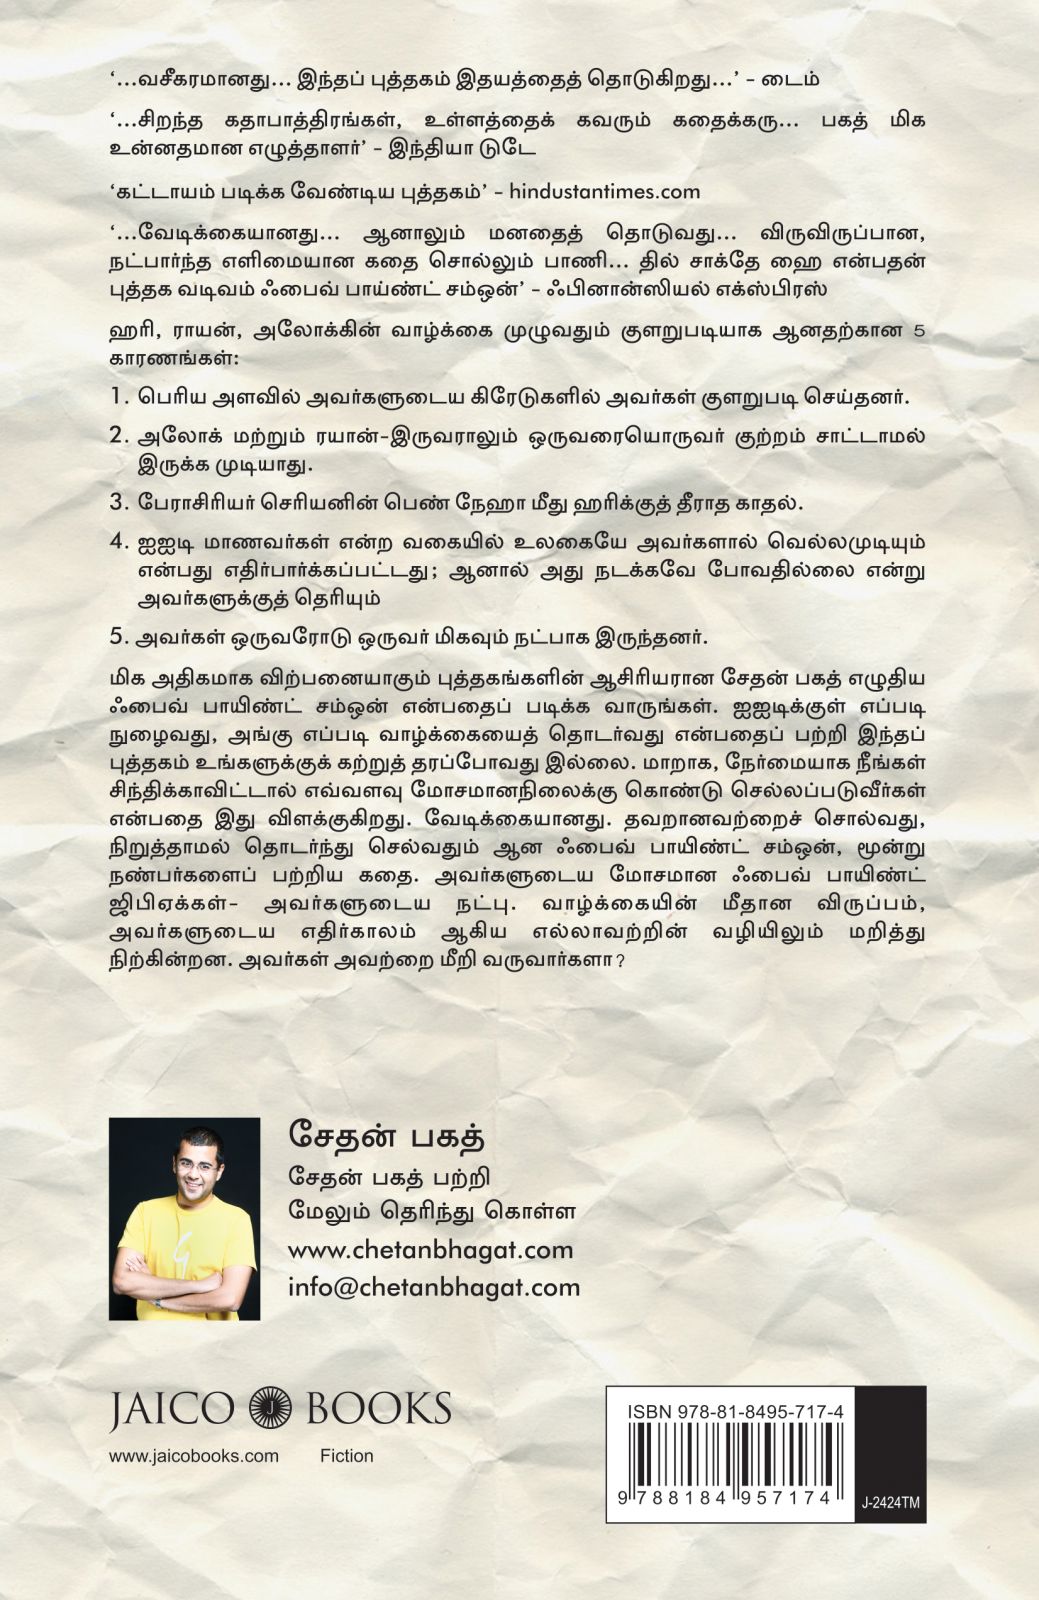 ‘...வசீகரமானது... இந்தப் புத்தகம் இதயத்தைத் தொடுகிறது...’ – டைம்
‘...சிறந்த கதாபாத்திரங்கள், உள்ளத்தைக் கவரும் கதைக்கரு... பகத் மிக
உன்னதமான எழுத்தாளர்’ – இந்தியா டுடே
‘கட்டாயம் படிக்க வேண்டிய புத்தகம்’ – hindustantimes.com
‘...வேடிக்கையானது... ஆனாலும் மனதைத் தொடுவது... விருவிருப்பான,
நட்பார்ந்த எளிமையான கதை சொல்லும் பாணி... தில் சாக்தே ஹை என்பதன்
புத்தக வடிவம் ஃபைவ் பாய்ண்ட் சம்ஒன்’ – ஃபினான்ஸியல் எக்ஸ்பிரஸ்
ஹரி, ராயன், அலோக்கின் வாழ்க்கை முழுவதும் குளறுபடியாக ஆனதற்கான 5
காரணங்கள்:
1. பெரிய அளவில் அவர்களுடைய கிரேடுகளில் அவர்கள் குளறுபடி செய்தனர்.
2. அலோக் மற்றும் ரயான்–இருவராலும் ஒருவரையொருவர் குற்றம் சாட்டாமல்
இருக்க முடியாது.
3. பேராசிரியர் செரியனின் பெண் நேஹா மீது ஹரிக்குத் தீராத காதல்.
4. ஐஐடி மாணவர்கள் என்ற வகையில் உலகையே அவர்களால் வெல்லமுடியும்
என்பது எதிர்பார்க்கப்பட்டது; ஆனால் அது நடக்கவே போவதில்லை என்று
அவர்களுக்குத் தெரியும்
5. அவர்கள் ஒருவரோடு ஒருவர் மிகவும் நட்பாக இருந்தனர்.
மிக அதிகமாக விற்பனையாகும் புத்தகங்களின் ஆசிரியரான சேதன் பகத் எழுதிய
ஃபைவ் பாயிண்ட் சம்ஒன் என்பதைப் படிக்க வாருங்கள். ஐஐடிக்குள் எப்படி
நுழைவது, அங்கு எப்படி வாழ்க்கையைத் தொடர்வது என்பதைப் பற்றி இந்தப்
புத்தகம் உங்களுக்குக் கற்றுத் தரப்போவது இல்லை. மாறாக, நேர்மையாக நீங்கள்
சிந்திக்காவிட்டால் எவ்வளவு மோசமானநிலைக்கு கொண்டு செல்லப்படுவீர்கள்
என்பதை இது விளக்குகிறது. வேடிக்கையானது. தவறானவற்றைச் சொல்வது,
நிறுத்தாமல் தொடர்ந்து செல்வதும் ஆன ஃபைவ் பாயிண்ட் சம்ஒன், மூன்று
நண்பர்களைப் பற்றிய கதை. அவர்களுடைய மோசமான ஃபைவ் பாயிண்ட்
ஜிபிஏக்கள்– அவர்களுடைய நட்பு. வாழ்க்கையின் மீதான விருப்பம்,
அவர்களுடைய எதிர்காலம் ஆகிய எல்லாவற்றின் வழியிலும் மறித்து
நிற்கின்றன. அவர்கள் அவற்றை மீறி வருவார்களா?
சேதன் பகத்
சேதன் பகத் பற்றி
மேலும் தெரிந்து கொள்ள
www.chetanbhagat.com
info@chetanbhagat.com
JAICO J BOOKS
www.jaicobooks.com Fiction
ISBN 978-81-8495-717-4
9 788184 957174
J-2424TM